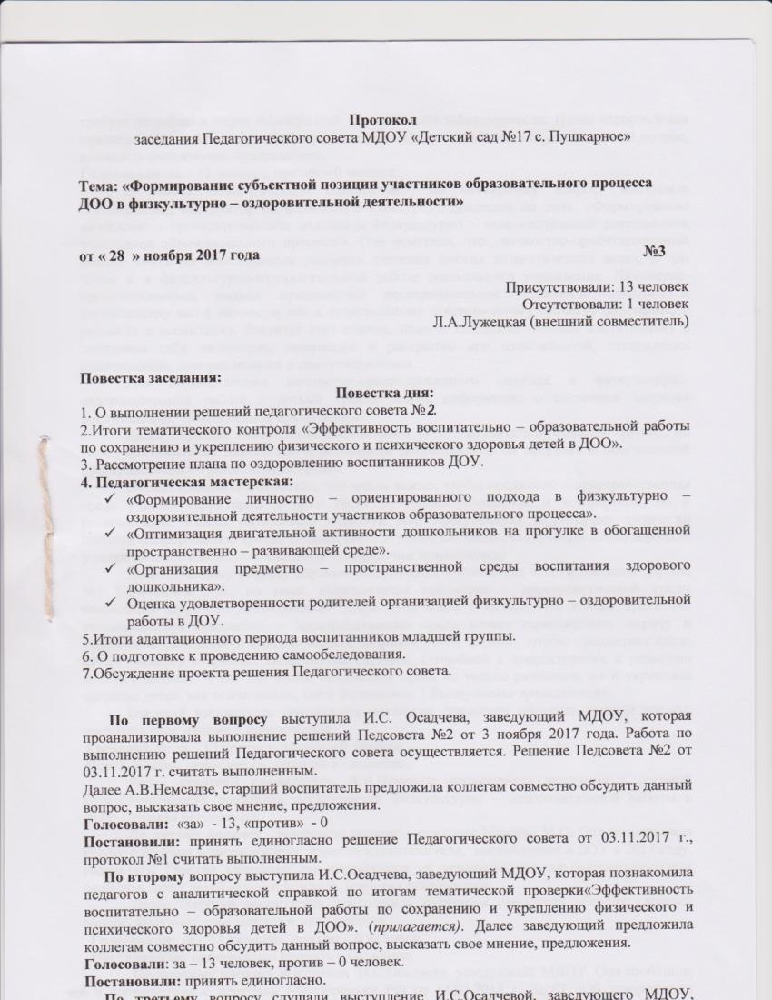 Протокол
заседания Педагогического совета МДОУ «Детский сад №17 с. Пушкарное»
Тема: «Формирование субъектной позиции участников образовательного процесса
ДОО в физкультурно – оздоровительной деятельности»
от « 28 » ноября 2017 года №3
Присутствовали: 13 человек
Отсутствовали: 1 человек
Л.А.Лужецкая (внешний совместитель)
Повестка заседания:
Повестка дня:
1. О выполнении решений педагогического совета №2.
2.Итоги тематического контроля «Эффективность воспитательно – образовательной работы
по сохранению и укреплению физического и психического здоровья детей в ДОО».
3. Рассмотрение плана по оздоровлению воспитанников ДОУ.
4. Педагогическая мастерская:
✓ «Формирование личностно – ориентированного подхода в физкультурно –
оздоровительной деятельности участников образовательного процесса».
✓ «Оптимизация двигательной активности дошкольников на прогулке в обогащенной
пространственно – развивающей среде».
✓ «Организация предметно – пространственной среды воспитания здорового
дошкольника».
✓ Оценка удовлетворенности родителей организацией физкультурно – оздоровительной
работы в ДОУ.
5.Итоги адаптационного периода воспитанников младшей группы.
6. О подготовке к проведению самообследования.
7.Обсуждение проекта решения Педагогического совета.
По первому вопросу выступила И.С. Осадчева, заведующий МДОУ, которая
проанализировала выполнение решений Педсовета №2 от 3 ноября 2017 года. Работа по
выполнению решений Педагогического совета осуществляется. Решение Педсовета №2 от
03.11.2017 г. считать выполненным.
Далее А.В.Немсадзе, старший воспитатель предложила коллегам совместно обсудить данный
вопрос, высказать свое мнение, предложения.
Голосовали: «за» - 13, «против» - 0
Постановили: принять единогласно решение Педагогического совета от 03.11.2017 г.,
протокол №1 считать выполненным.
По второму вопросу выступила И.С.Осадчева, заведующий МДОУ, которая познакомила
педагогов с аналитической справкой по итогам тематической проверки«Эффективность
воспитательно – образовательной работы по сохранению и укреплению физического и
психического здоровья детей в ДОО». (прилагается). Далее заведующий предложила
коллегам совместно обсудить данный вопрос, высказать свое мнение, предложения.
Голосовали: за – 13 человек, против – 0 человек.
Постановили: принять единогласно.
По третьему вопросу слушали выступление И.С.Осадчевой, заведующего МДОУ,